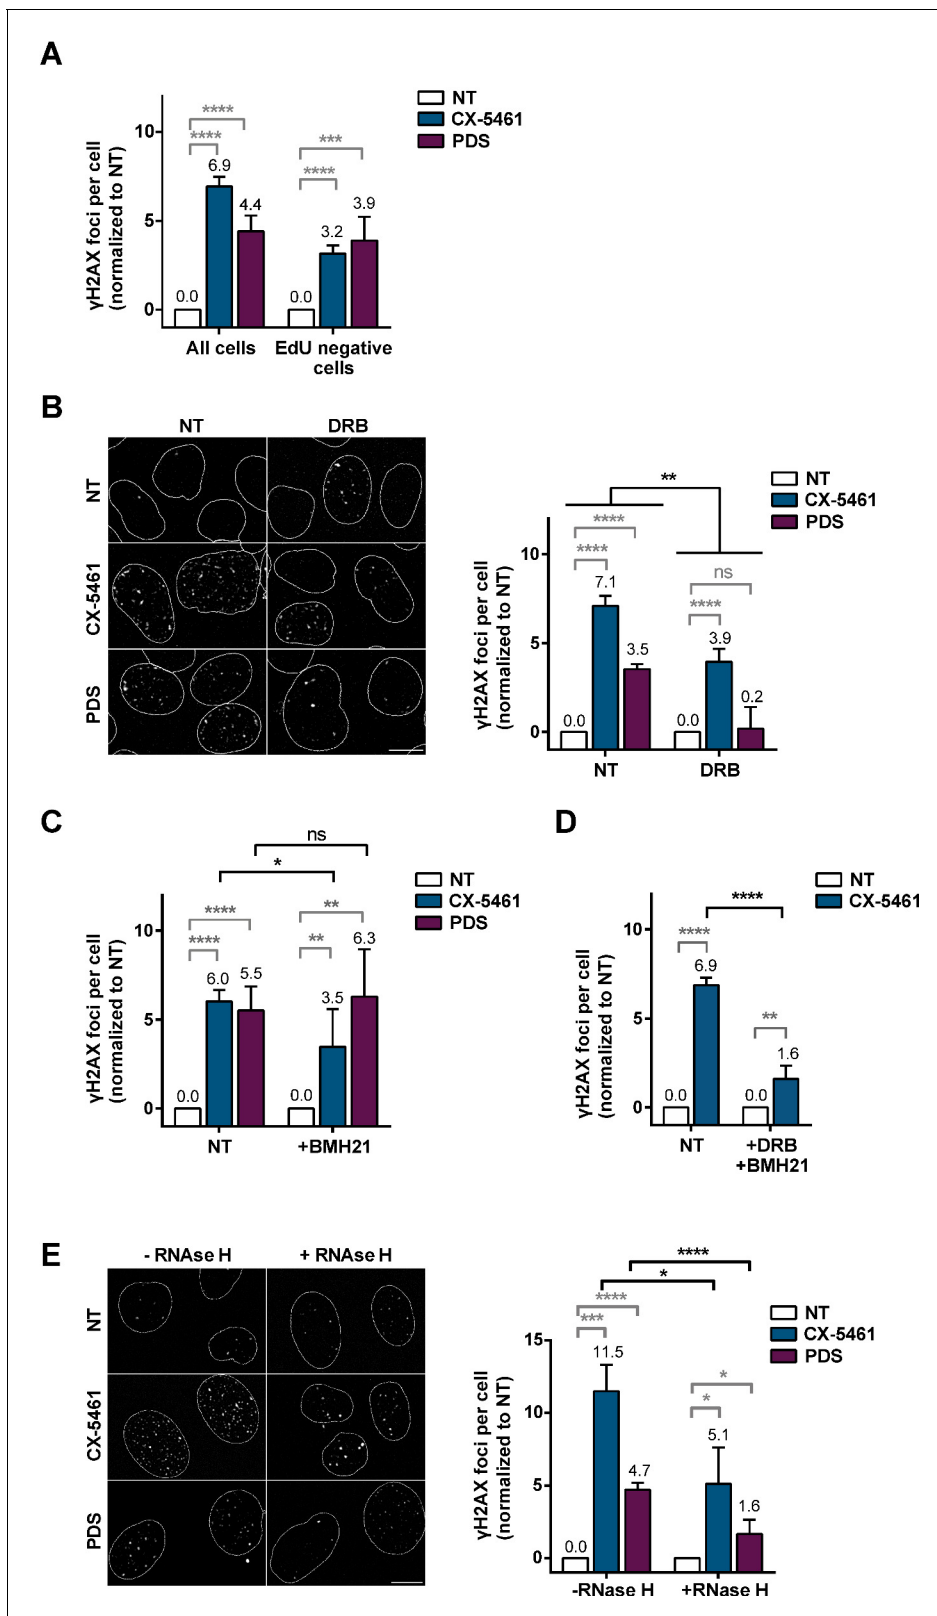 A
NT
CX-5461
PDS
γH2AX foci per cell
(normalized to NT)
10
5
0
****
****
***
****
6.9
4.4
3.2
3.9
0.0
0.0
All cells
EdU negative
cells
B
NT
DRB
NT
CX-5461
PDS
NT
CX-5461
PDS
γH2AX foci per cell
(normalized to NT)
10
5
0
**
****
****
ns
****
7.1
3.5
3.9
0.2
0.0
0.0
NT
DRB
C
NT
CX-5461
PDS
γH2AX foci per cell
(normalized to NT)
10
5
0
ns
*
****
****
**
**
6.0
5.5
3.5
6.3
0.0
0.0
NT
+BMH21
D
NT
CX-5461
γH2AX foci per cell
(normalized to NT)
10
5
0
****
****
**
6.9
1.6
0.0
0.0
NT
+DRB
+BMH21
E
- RNAse H
+ RNAse H
NT
CX-5461
PDS
NT
CX-5461
PDS
γH2AX foci per cell
(normalized to NT)
15
10
5
0
****
*
****
***
*
*
11.5
4.7
5.1
1.6
0.0
-RNase H
+RNase H